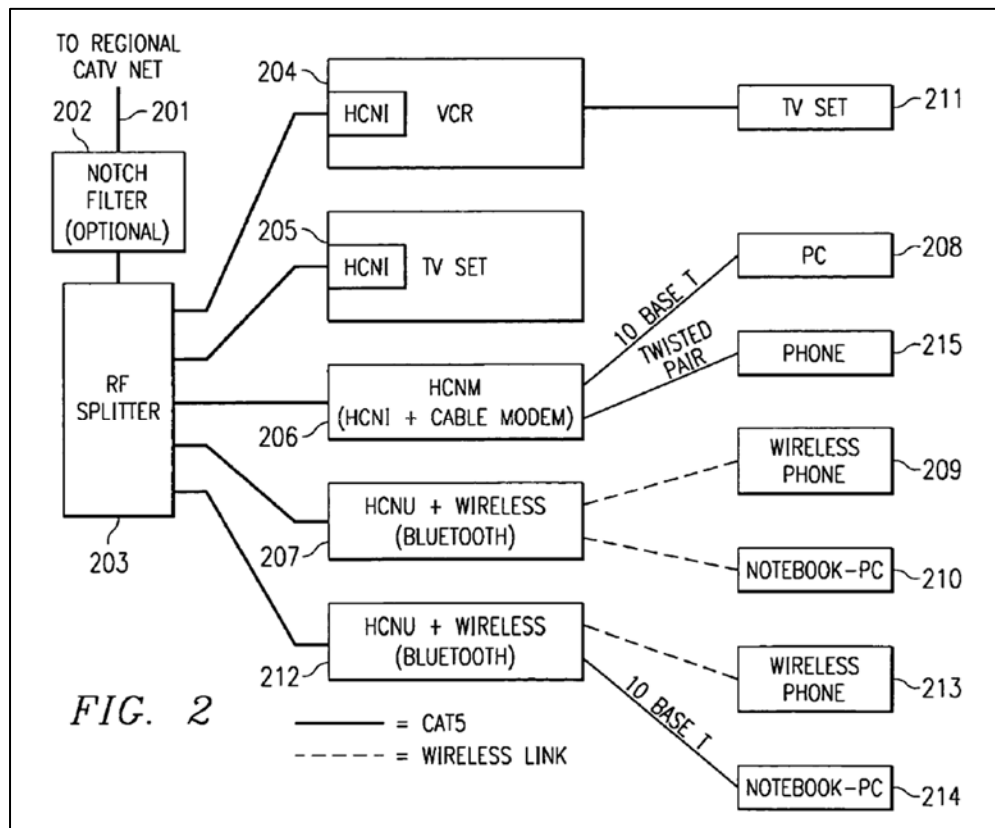 TO REGIONAL
CATV NET
201
202
NOTCH
FILTER
(OPTIONAL)
RF
SPLITTER
203
204
HCNI
VCR
TV SET
211
205
HCNI
TV SET
HCNM
(HCNI + CABLE MODEM)
206
10 BASE T
PC
208
TWISTED
PAIR
PHONE
215
HCNU + WIRELESS
(BLUETOOTH)
207
WIRELESS
PHONE
209
NOTEBOOK-PC
210
HCNU + WIRELESS
(BLUETOOTH)
212
WIRELESS
PHONE
213
10 BASE T
NOTEBOOK-PC
214
FIG. 2
= CAT5
= WIRELESS LINK